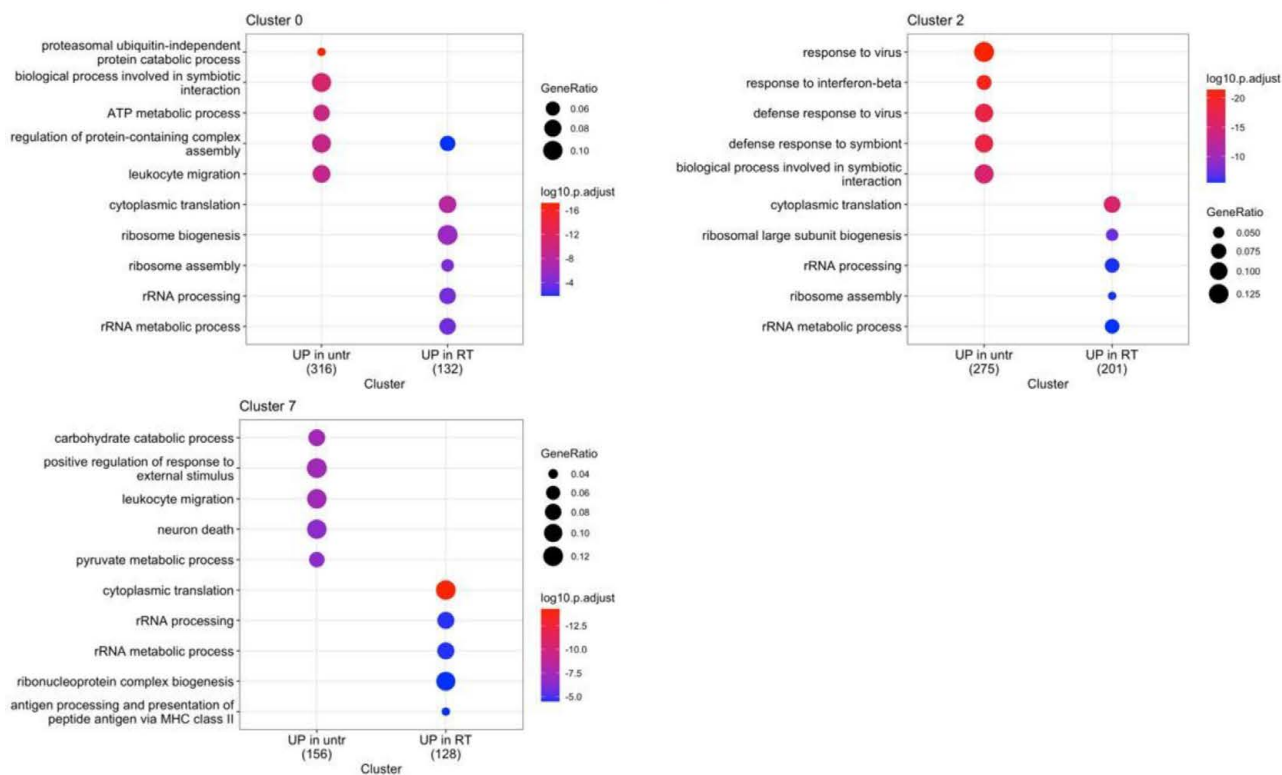 Cluster 0
proteasomal ubiquitin-independent
protein catabolic process
biological process involved in symbiotic
interaction
ATP metabolic process
regulation of protein-containing complex
assembly
leukocyte migration
cytoplasmic translation
ribosome biogenesis
ribosome assembly
rRNA processing
rRNA metabolic process
UP in untr
(316)
UP in RT
(132)
Cluster
GeneRatio
0.06
0.08
0.10
log10.p.adjust
-16
-12
-8
-4
Cluster 2
response to virus
response to interferon-beta
defense response to virus
defense response to symbiont
biological process involved in symbiotic
interaction
cytoplasmic translation
ribosomal large subunit biogenesis
rRNA processing
ribosome assembly
rRNA metabolic process
UP in untr
(275)
UP in RT
(201)
Cluster
log10.p.adjust
-20
-15
-10
GeneRatio
0.050
0.075
0.100
0.125
Cluster 7
carbohydrate catabolic process
positive regulation of response to
external stimulus
leukocyte migration
neuron death
pyruvate metabolic process
cytoplasmic translation
rRNA processing
rRNA metabolic process
ribonucleoprotein complex biogenesis
antigen processing and presentation of
peptide antigen via MHC class II
UP in untr
(156)
UP in RT
(128)
Cluster
GeneRatio
0.04
0.06
0.08
0.10
0.12
log10.p.adjust
-12.5
-10.0
-7.5
-5.0